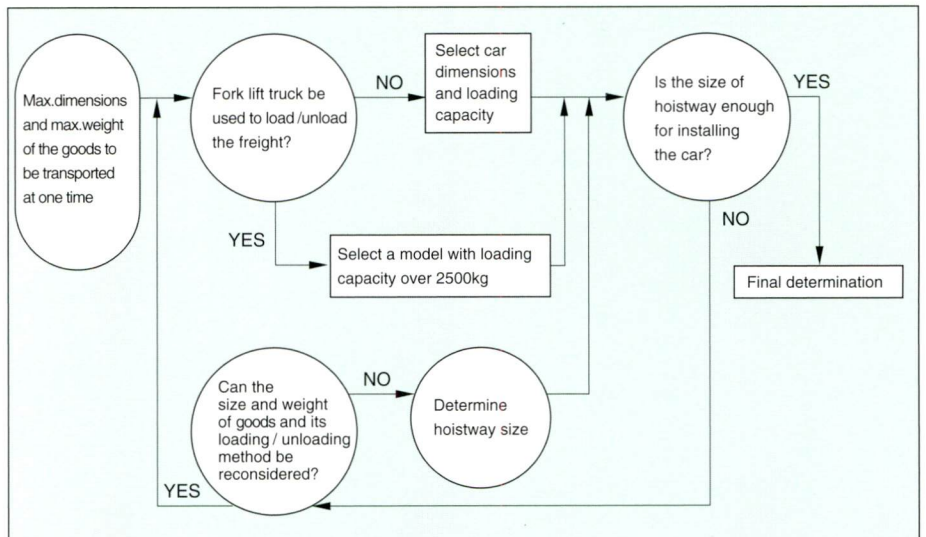 Max.dimensions
and max.weight
of the goods to
be transported
at one time
Fork lift truck be
used to load /unload
the freight?
NO
Select car
dimensions
and loading
capacity
Is the size of
hoistway enough
for installing
the car?
YES
YES
Select a model with loading
capacity over 2500kg
NO
Final determination
Can the
size and weight
of goods and its
loading / unloading
method be
reconsidered?
NO
Determine
hoistway size
YES